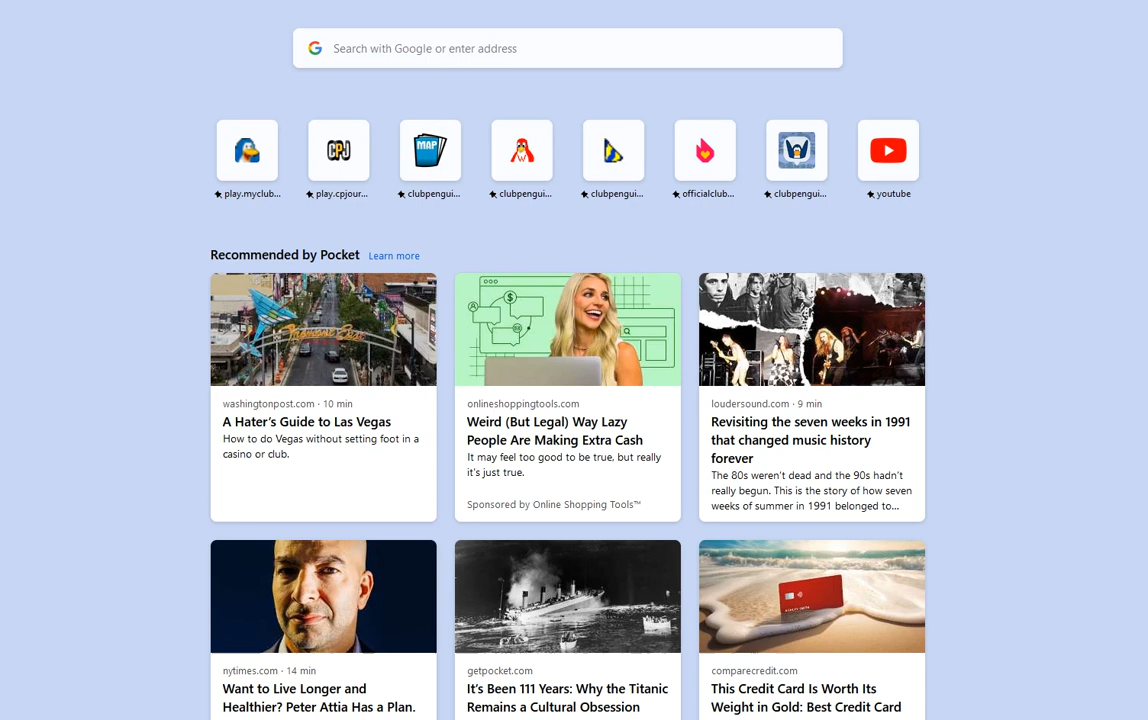 Search with Google or enter address
CPJ
MAP
play.myclub...
play.cpjour...
clubpengui...
clubpengui...
clubpengui...
officialclub...
clubpengui...
youtube
Recommended by Pocket Learn more
washingtonpost.com · 10 min
A Hater's Guide to Las Vegas
How to do Vegas without setting foot in a
casino or club.
onlineshoppingtools.com
Weird (But Legal) Way Lazy
People Are Making Extra Cash
It may feel too good to be true, but really
it's just true.
Sponsored by Online Shopping Tools™
loudersound.com · 9 min
Revisiting the seven weeks in 1991
that changed music history
forever
The 80s weren't dead and the 90s hadn't
really begun. This is the story of how seven
weeks of summer in 1991 belonged to...
nytimes.com · 14 min
Want to Live Longer and
Healthier? Peter Attia Has a Plan.
getpocket.com
It's Been 111 Years: Why the Titanic
Remains a Cultural Obsession
comparecredit.com
This Credit Card Is Worth Its
Weight in Gold: Best Credit Card